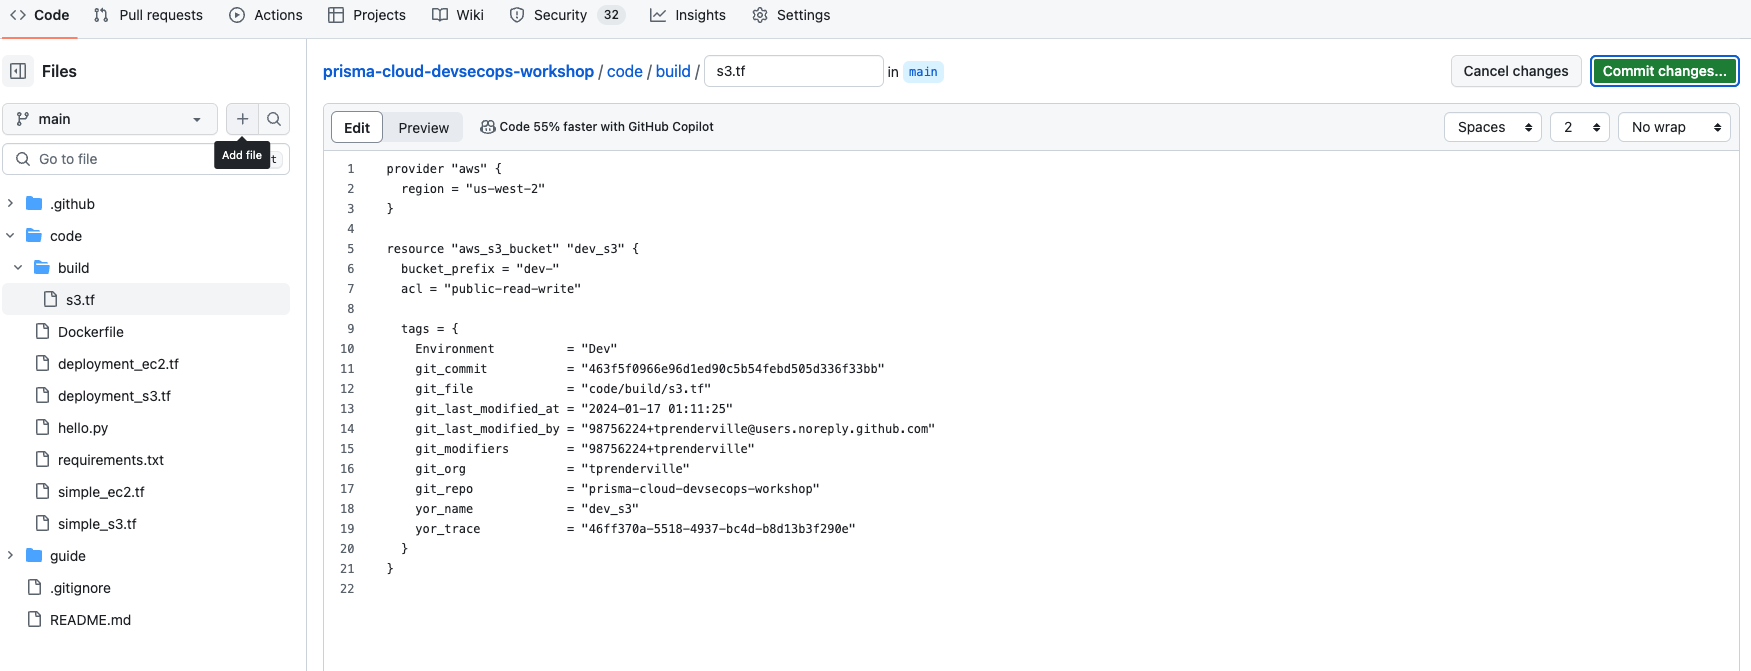 Code Pull requests Actions Projects Wiki Security 32 Insights Settings
Files
main
Add file
Go to file t
.github
code
build
s3.tf
Dockerfile
deployment_ec2.tf
deployment_s3.tf
hello.py
requirements.txt
simple_ec2.tf
simple_s3.tf
guide
.gitignore
README.md
prisma-cloud-devsecops-workshop / code / build / s3.tf in main
Cancel changes Commit changes...
Edit Preview Code 55% faster with GitHub Copilot Spaces 2 No wrap
1 provider "aws" {
2   region = "us-west-2"
3 }
4
5 resource "aws_s3_bucket" "dev_s3" {
6   bucket_prefix = "dev-"
7   acl = "public-read-write"
8
9   tags = {
10     Environment          = "Dev"
11     git_commit           = "463f5f0966e96d1ed90c5b54febd505d336f33bb"
12     git_file             = "code/build/s3.tf"
13     git_last_modified_at = "2024-01-17 01:11:25"
14     git_last_modified_by = "98756224+tprenderville@users.noreply.github.com"
15     git_modifiers        = "98756224+tprenderville"
16     git_org              = "tprenderville"
17     git_repo             = "prisma-cloud-devsecops-workshop"
18     yor_name             = "dev_s3"
19     yor_trace            = "46ff370a-5518-4937-bc4d-b8d13b3f290e"
20   }
21 }
22